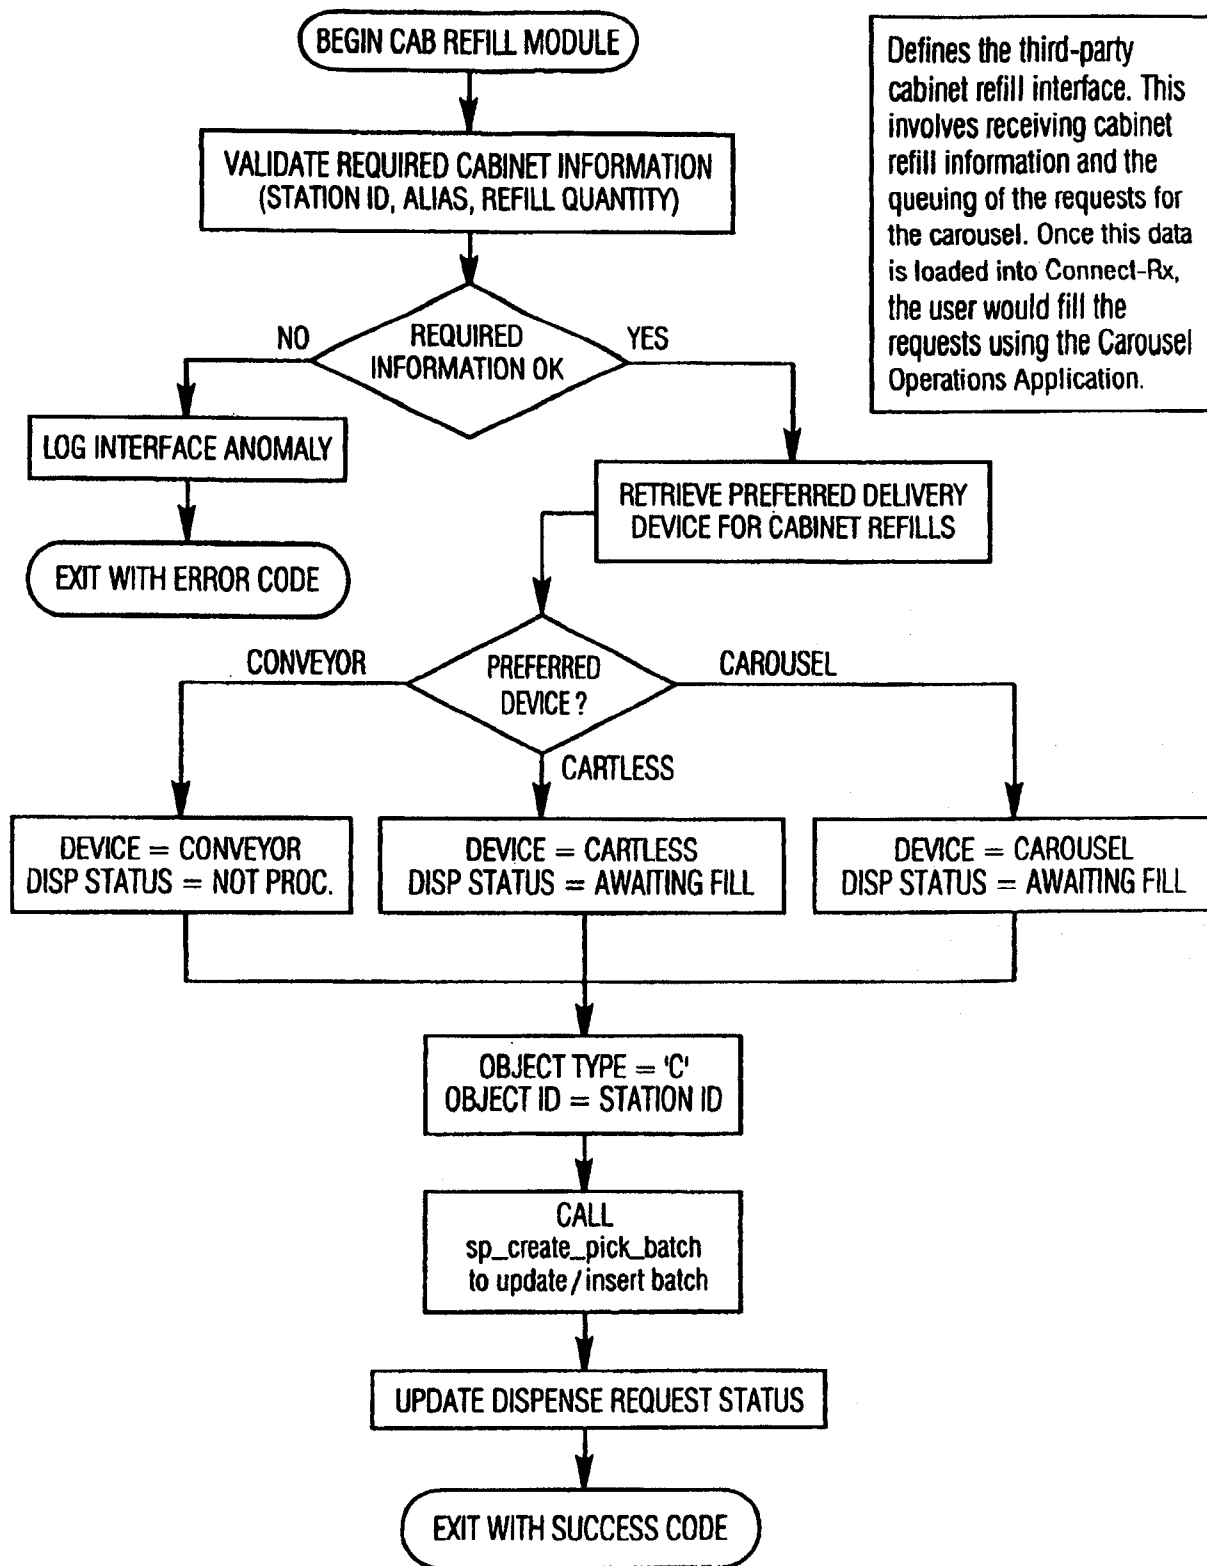 BEGIN CAB REFILL MODULE
Defines the third-party
cabinet refill interface. This
involves receiving cabinet
refill information and the
queuing of the requests for
the carousel. Once this data
is loaded into Connect-Rx,
the user would fill the
requests using the Carousel
Operations Application.
VALIDATE REQUIRED CABINET INFORMATION
(STATION ID, ALIAS, REFILL QUANTITY)
REQUIRED
INFORMATION OK
NO
YES
LOG INTERFACE ANOMALY
EXIT WITH ERROR CODE
RETRIEVE PREFERRED DELIVERY
DEVICE FOR CABINET REFILLS
PREFERRED
DEVICE?
CONVEYOR
CARTLESS
CAROUSEL
DEVICE = CONVEYOR
DISP STATUS = NOT PROC.
DEVICE = CARTLESS
DISP STATUS = AWAITING FILL
DEVICE = CAROUSEL
DISP STATUS = AWAITING FILL
OBJECT TYPE = 'C'
OBJECT ID = STATION ID
CALL
sp_create_pick_batch
to update/insert batch
UPDATE DISPENSE REQUEST STATUS
EXIT WITH SUCCESS CODE